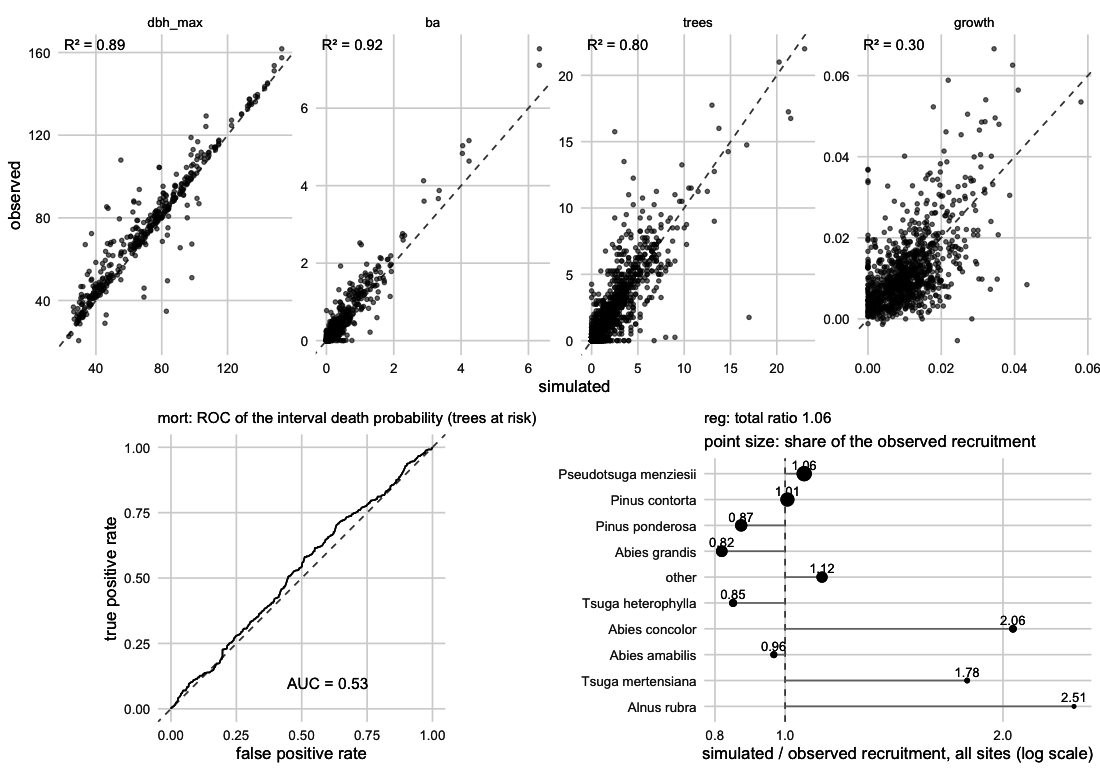 dbh_max
ba
trees
growth
R² = 0.89
R² = 0.92
R² = 0.80
R² = 0.30
observed
160
120
80
40
40
80
120
6
4
2
0
0
2
4
6
20
15
10
5
0
0
5
10
15
20
0.06
0.04
0.02
0.00
0.00
0.02
0.04
0.06
simulated
mort: ROC of the interval death probability (trees at risk)
true positive rate
1.00
0.75
0.50
0.25
0.00
AUC = 0.53
0.00
0.25
0.50
0.75
1.00
false positive rate
reg: total ratio 1.06
point size: share of the observed recruitment
Pseudotsuga menziesii
1.06
Pinus contorta
1.01
Pinus ponderosa
0.87
Abies grandis
0.82
other
1.12
Tsuga heterophylla
0.85
Abies concolor
2.06
Abies amabilis
0.96
Tsuga mertensiana
1.78
Alnus rubra
2.51
0.8
1.0
2.0
simulated / observed recruitment, all sites (log scale)